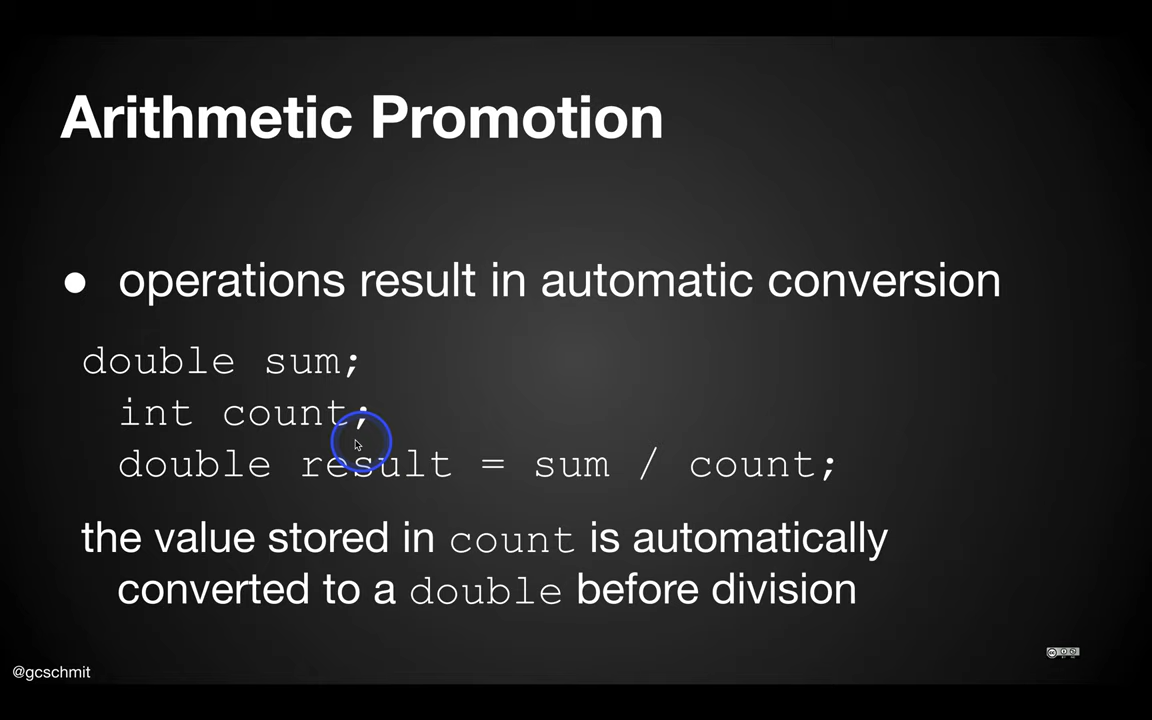 Arithmetic Promotion
● operations result in automatic conversion
double sum;
int count;
double result = sum / count;
the value stored in count is automatically
converted to a double before division
@gcschmit